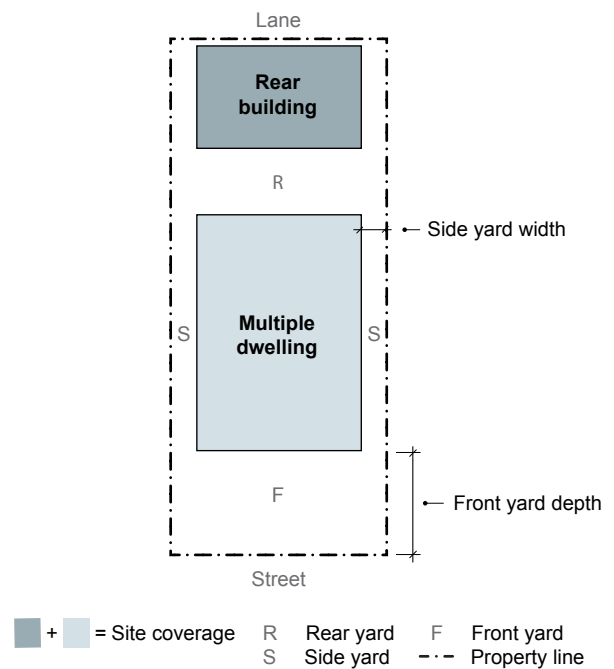 Lane
Rear
building
R
Side yard width
S
Multiple
dwelling
S
F
Front yard depth
Street
+ = Site coverage R Rear yard F Front yard
S Side yard Property line